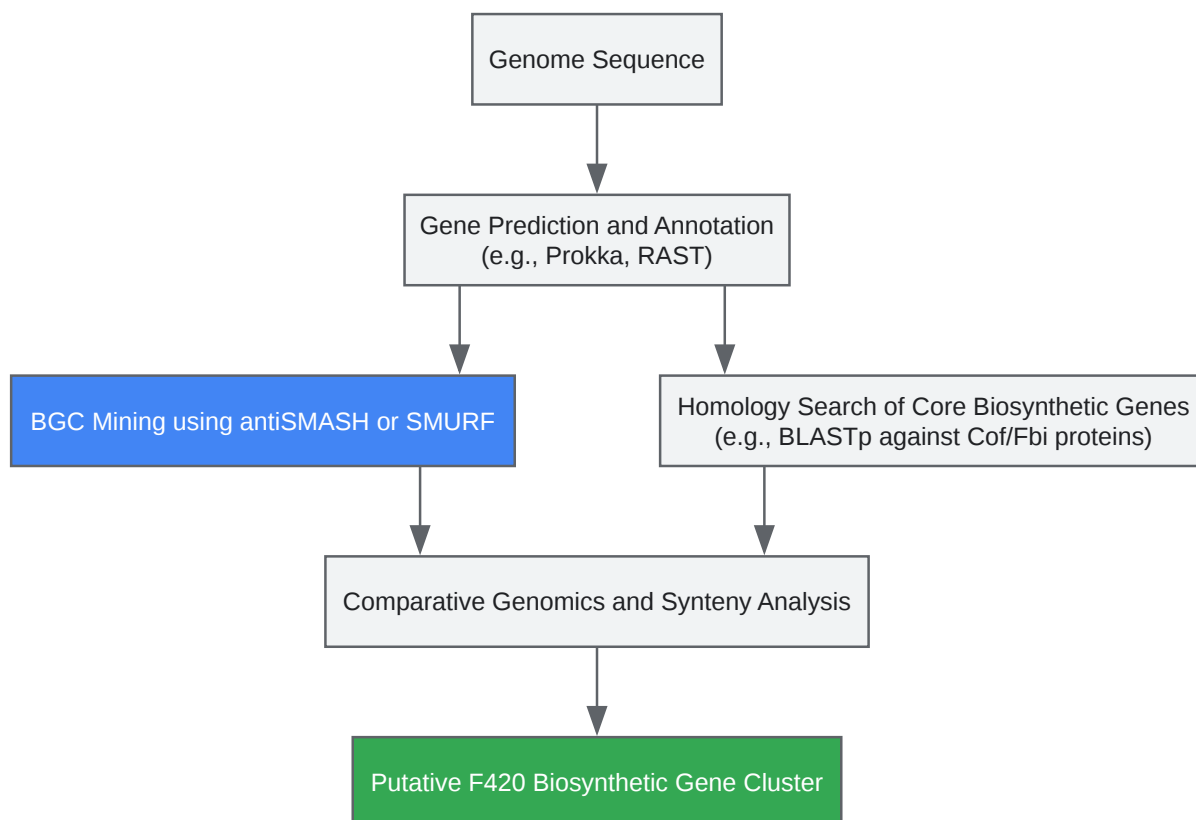 Genome Sequence
Gene Prediction and Annotation
(e.g., Prokka, RAST)
BGC Mining using antiSMASH or SMURF
Homology Search of Core Biosynthetic Genes
(e.g., BLASTp against Cof/Fbi proteins)
Comparative Genomics and Synteny Analysis
Putative F420 Biosynthetic Gene Cluster